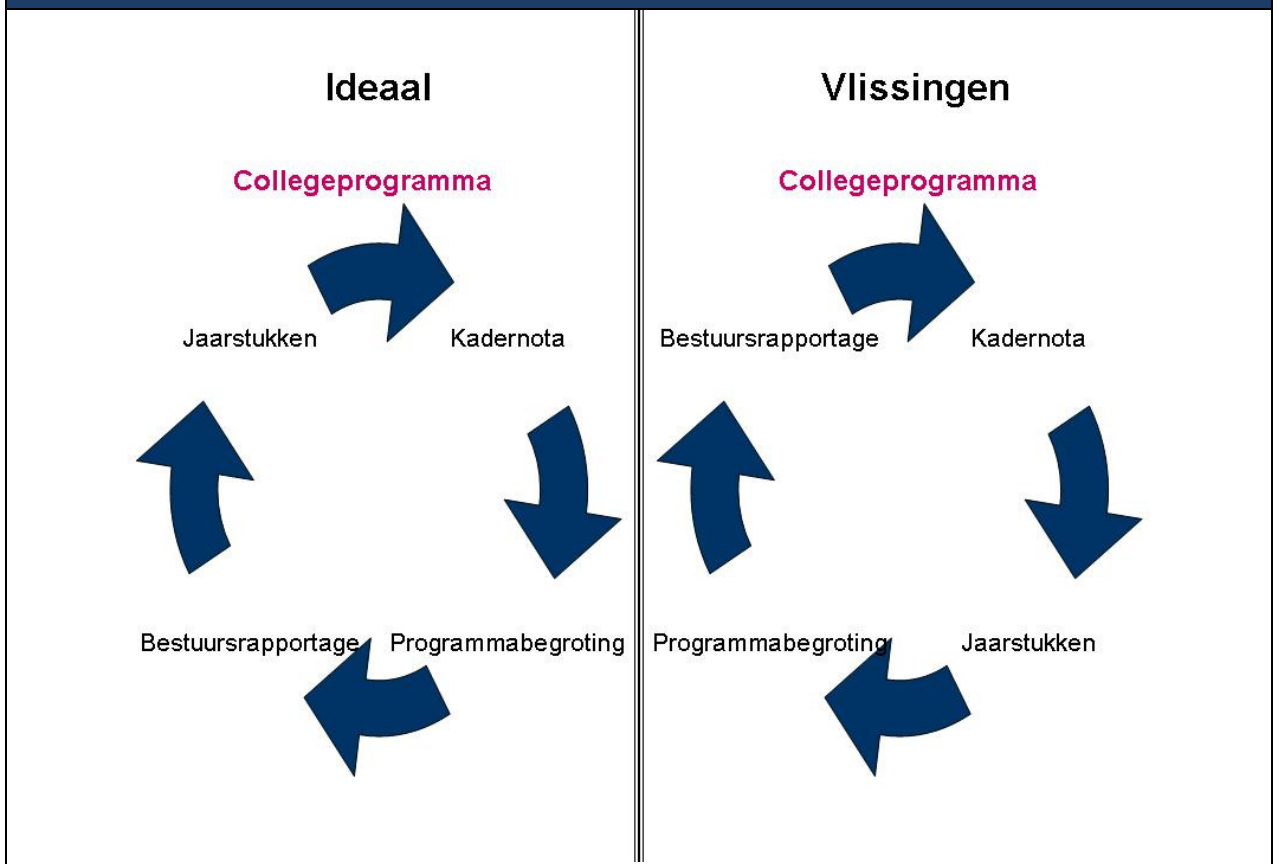 Ideaal
Collegeprogramma
Jaarstukken
Kadernota
Bestuursrapportage
Programmabegroting
Vlissingen
Collegeprogramma
Bestuursrapportage
Kadernota
Programmabegroting
Jaarstukken